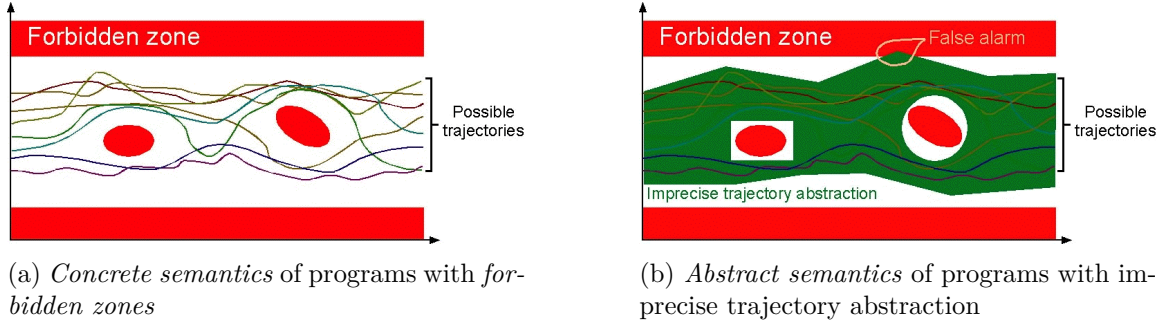 Forbidden zone
Possible
trajectories
(a) Concrete semantics of programs with for-
bidden zones
Forbidden zone
False alarm
Possible
trajectories
Imprecise trajectory abstraction
(b) Abstract semantics of programs with im-
precise trajectory abstraction